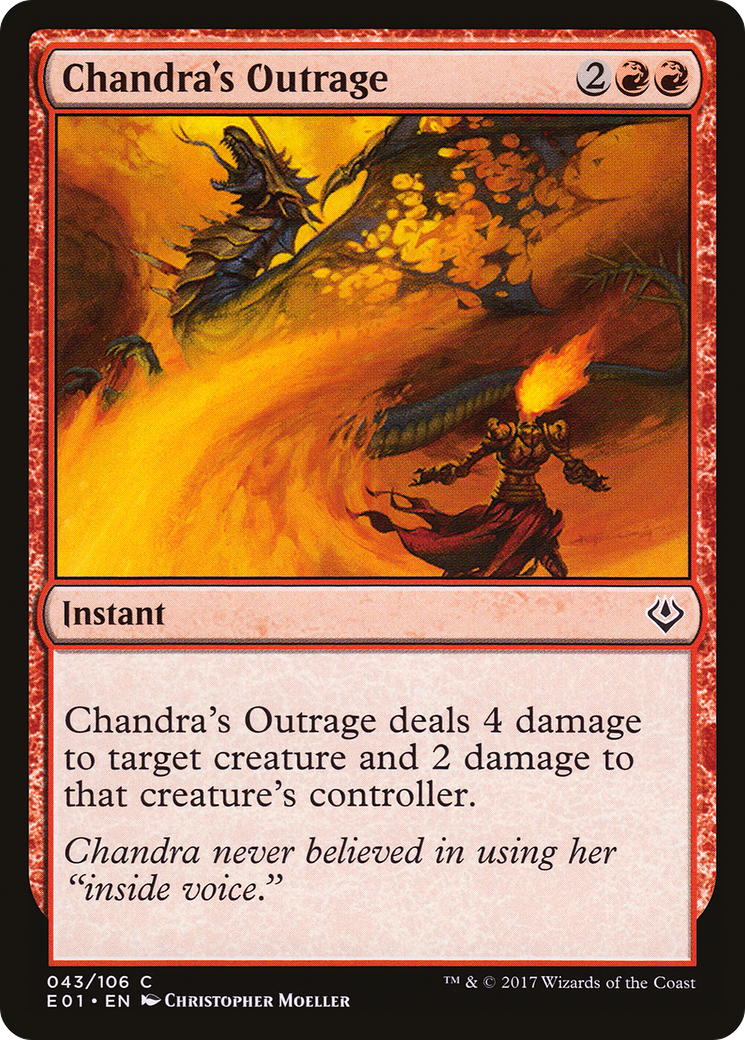 Chandra's Outrage
2
Instant
Chandra's Outrage deals 4 damage
to target creature and 2 damage to
that creature's controller.
Chandra never believed in using her
“inside voice.”
043/106 C
E01 • EN Christopher Moeller
™ & © 2017 Wizards of the Coast